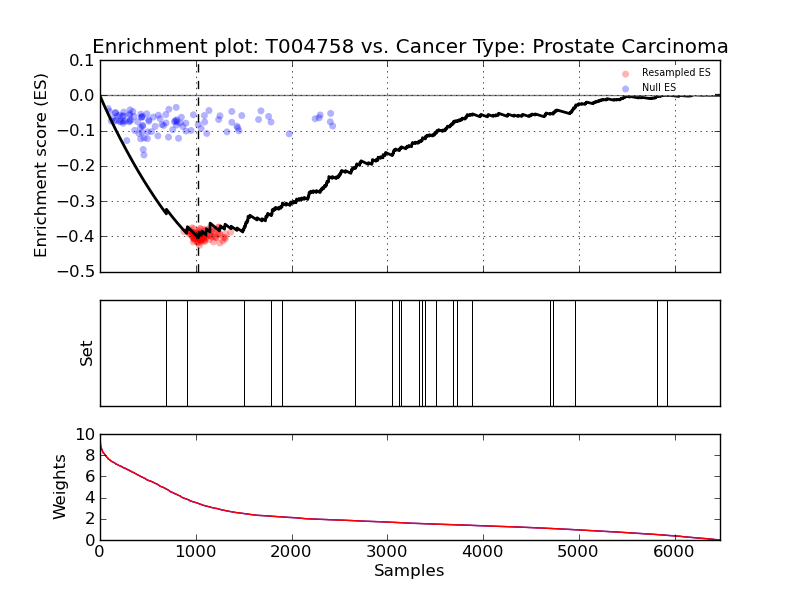 Enrichment plot: T004758 vs. Cancer Type: Prostate Carcinoma
0.1
0.0
−0.1
−0.2
−0.3
−0.4
−0.5
Enrichment score (ES)
Resampled ES
Null ES
Set
10
8
6
4
2
0
Weights
0 1000 2000 3000 4000 5000 6000
Samples